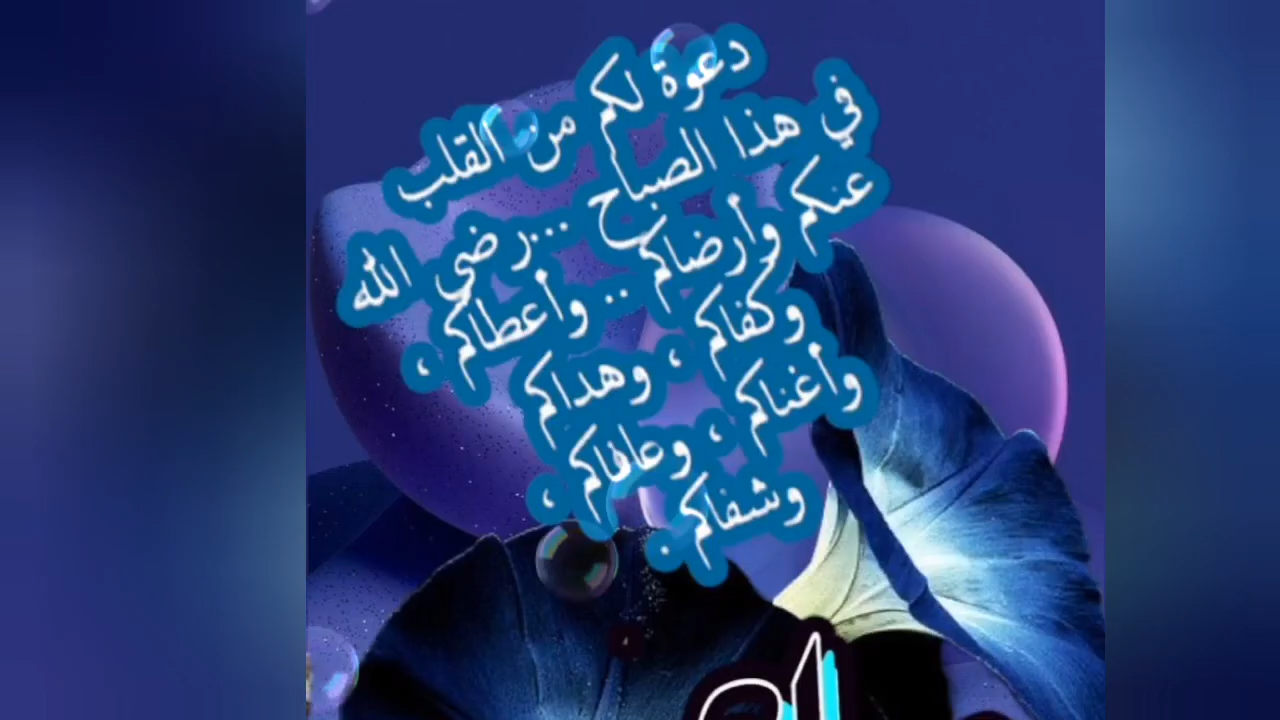 دعوة لكم من القلب
في هذا الصباح ...رضي الله
عنكم وأرضاكم .. وأعطاكم ،
وكفاكم ، وهداكم
وأغناكم ، وعافاكم ،
وشفاكم .